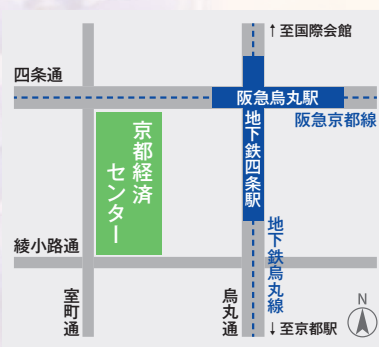 ↑至国際会館
四条通
阪急烏丸駅
阪急京都線
地下鉄四条駅
京都経済
センター
地下鉄烏丸線
綾小路通
室町通
烏丸通
↓至京都駅
N